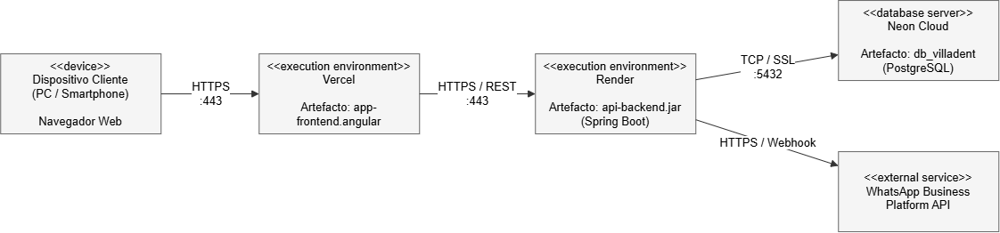 <<device>>
Dispositivo Cliente
(PC / Smartphone)
Navegador Web
HTTPS
:443
<<execution environment>>
Vercel
Artefacto: app-
frontend.angular
HTTPS / REST
:443
<<execution environment>>
Render
Artefacto: api-backend.jar
(Spring Boot)
TCP / SSL
:5432
<<database server>>
Neon Cloud
Artefacto: db_villadent
(PostgreSQL)
HTTPS / Webhook
<<external service>>
WhatsApp Business
Platform API